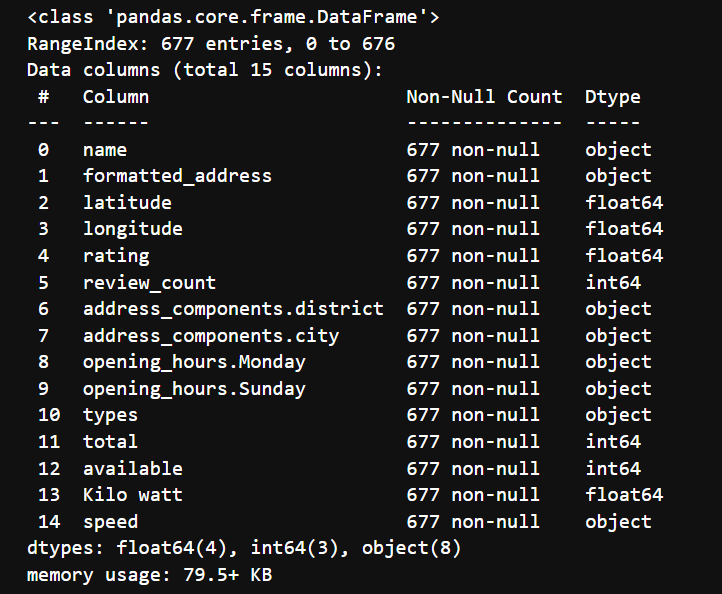 <class 'pandas.core.frame.DataFrame'>
RangeIndex: 677 entries, 0 to 676
Data columns (total 15 columns):
 #   Column                      Non-Null Count  Dtype
---  ------                      --------------  -----
 0   name                        677 non-null    object
 1   formatted_address           677 non-null    object
 2   latitude                    677 non-null    float64
 3   longitude                   677 non-null    float64
 4   rating                      677 non-null    float64
 5   review_count                677 non-null    int64
 6   address_components.district 677 non-null    object
 7   address_components.city     677 non-null    object
 8   opening_hours.Monday        677 non-null    object
 9   opening_hours.Sunday        677 non-null    object
 10  types                       677 non-null    object
 11  total                       677 non-null    int64
 12  available                   677 non-null    int64
 13  Kilo watt                   677 non-null    float64
 14  speed                       677 non-null    object
dtypes: float64(4), int64(3), object(8)
memory usage: 79.5+ KB